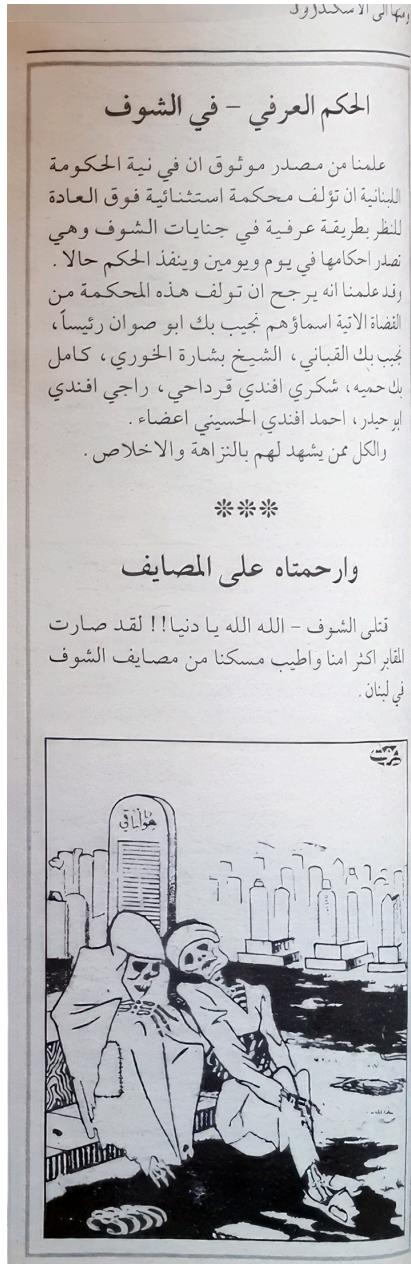 ومنها الى الاسكندرون
الحكم العرفي – في الشوف
علمنا من مصدر موثوق ان في نية الحكومة
اللبنانية ان تؤلف محكمة استثنائية فوق العادة
للنظر بطريقة عرفية في جنايات الشوف وهي
تصدر احكامها في يوم ويومين وينفذ الحكم حالا .
وقد علمنا انه يرجح ان تولف هذه المحكمة من
القضاة الاتية اسماؤهم نجيب بك ابو صوان رئيساً،
نجيب بك القباني، الشيخ بشارة الخوري، كامل
بك حميه، شكري افندي قرداحي، راجي افندي
ابو حيدر، احمد افندي الحسيني اعضاء .
والكل ممن يشهد لهم بالنزاهة والاخلاص .
***
وارحمتاه على المصايف
قتلى الشوف – الله الله يا دنيا!! لقد صارت
المقابر اكثر امنا واطيب مسكنا من مصايف الشوف
في لبنان .
هو الباقي